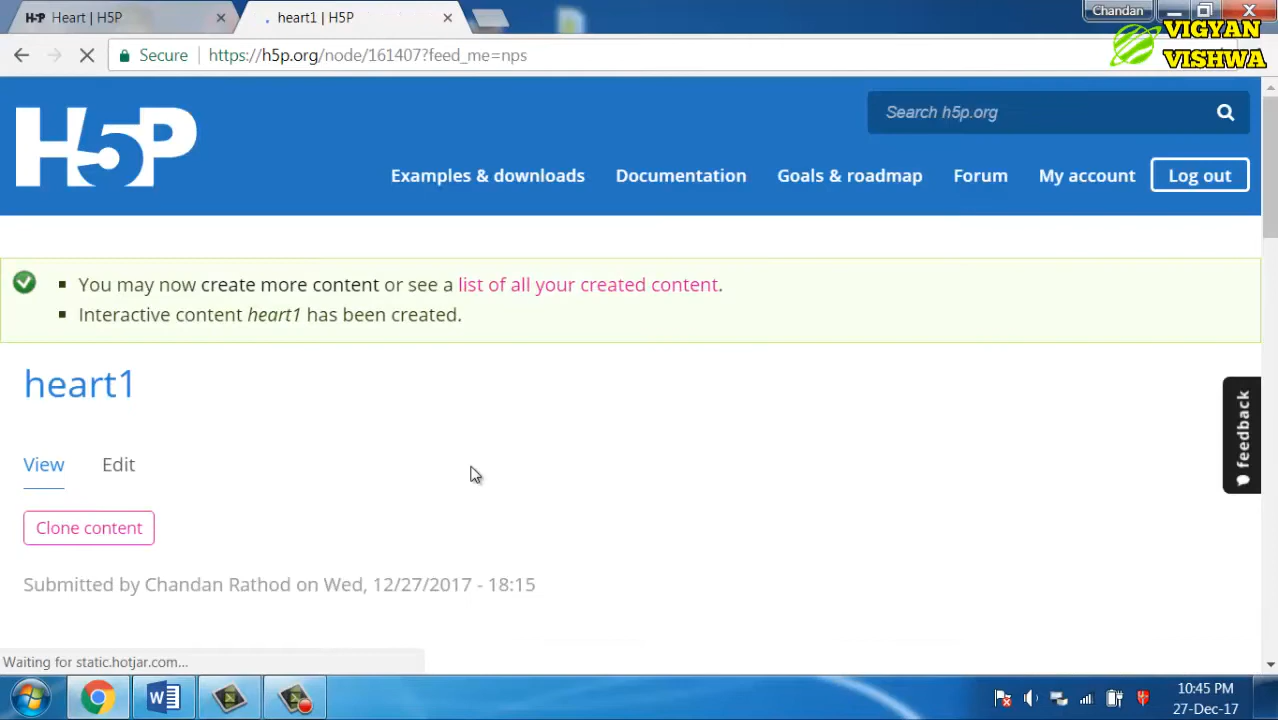 H-P Heart | H5P
heart1 | H5P
Chandan
Secure https://h5p.org/node/161407?feed_me=nps
VIGYAN
VISHWA
H5P
Search h5p.org
Examples & downloads Documentation Goals & roadmap Forum My account Log out
You may now create more content or see a list of all your created content.
Interactive content heart1 has been created.
heart1
feedback
View Edit
Clone content
Submitted by Chandan Rathod on Wed, 12/27/2017 - 18:15
Waiting for static.hotjar.com...
10:45 PM
27-Dec-17